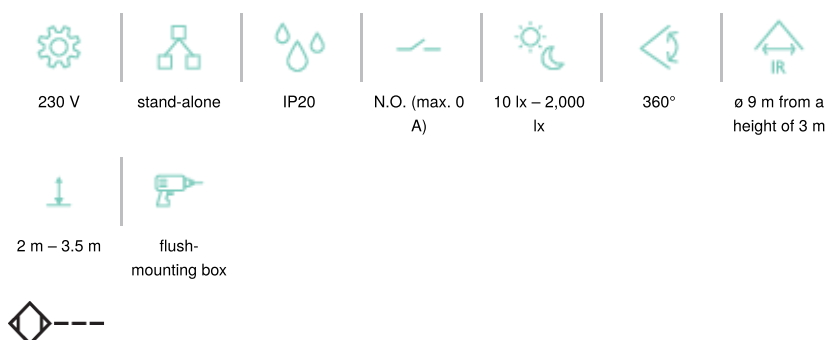 230 V
stand-alone
IP20
N.O. (max. 0
A)
10 lx – 2,000
lx
360°
IR
ø 9 m from a
height of 3 m
2 m – 3.5 m
flush-
mounting box